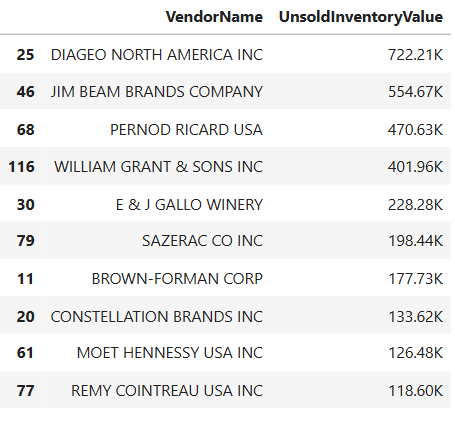 VendorName UnsoldInventoryValue
25 DIAGEO NORTH AMERICA INC 722.21K
46 JIM BEAM BRANDS COMPANY 554.67K
68 PERNOD RICARD USA 470.63K
116 WILLIAM GRANT & SONS INC 401.96K
30 E & J GALLO WINERY 228.28K
79 SAZERAC CO INC 198.44K
11 BROWN-FORMAN CORP 177.73K
20 CONSTELLATION BRANDS INC 133.62K
61 MOET HENNESSY USA INC 126.48K
77 REMY COINTREAU USA INC 118.60K